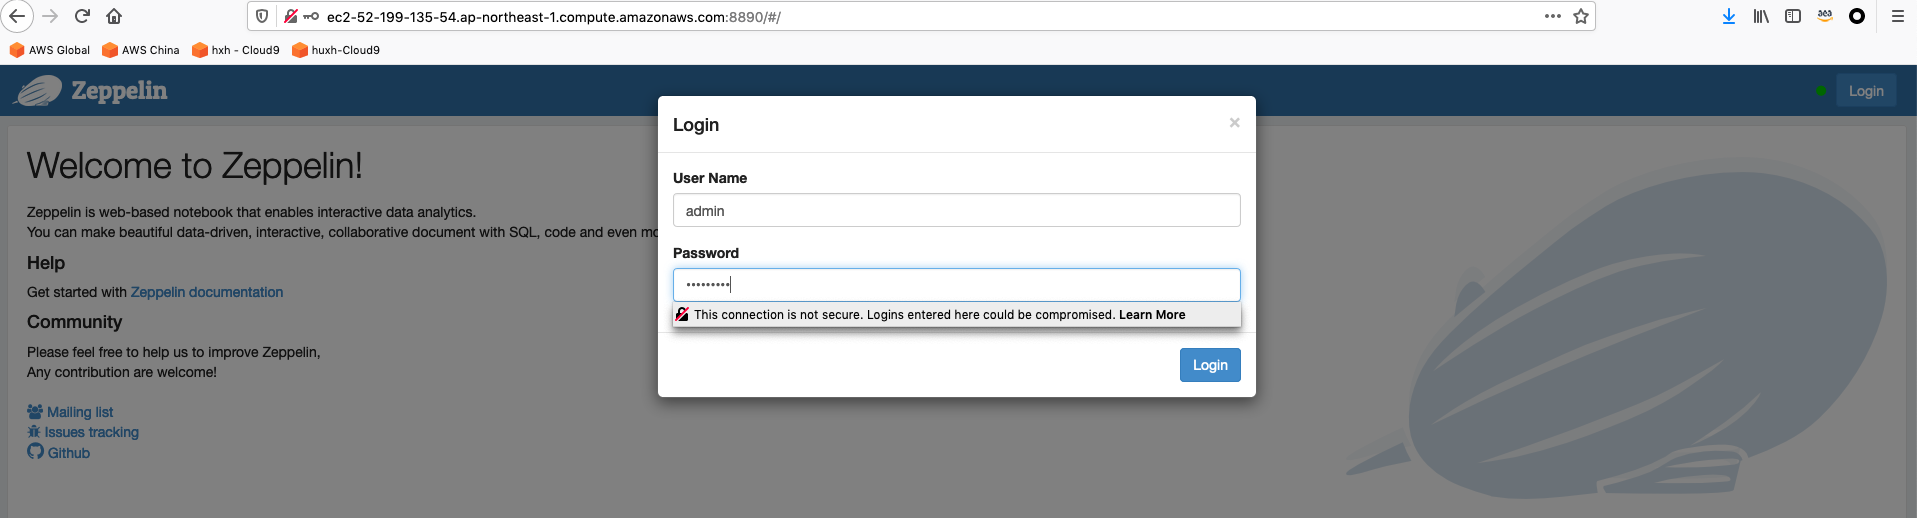 ec2-52-199-135-54.ap-northeast-1.compute.amazonaws.com:8890/#/
AWS Global AWS China hxh - Cloud9 huxh-Cloud9
Zeppelin
Login
Login
×
Welcome to Zeppelin!
User Name
admin
Zeppelin is web-based notebook that enables interactive data analytics.
You can make beautiful data-driven, interactive, collaborative document with SQL, code and even mo
Password
•••••••••
This connection is not secure. Logins entered here could be compromised. Learn More
Login
Help
Get started with Zeppelin documentation
Community
Please feel free to help us to improve Zeppelin,
Any contribution are welcome!
Mailing list
Issues tracking
Github